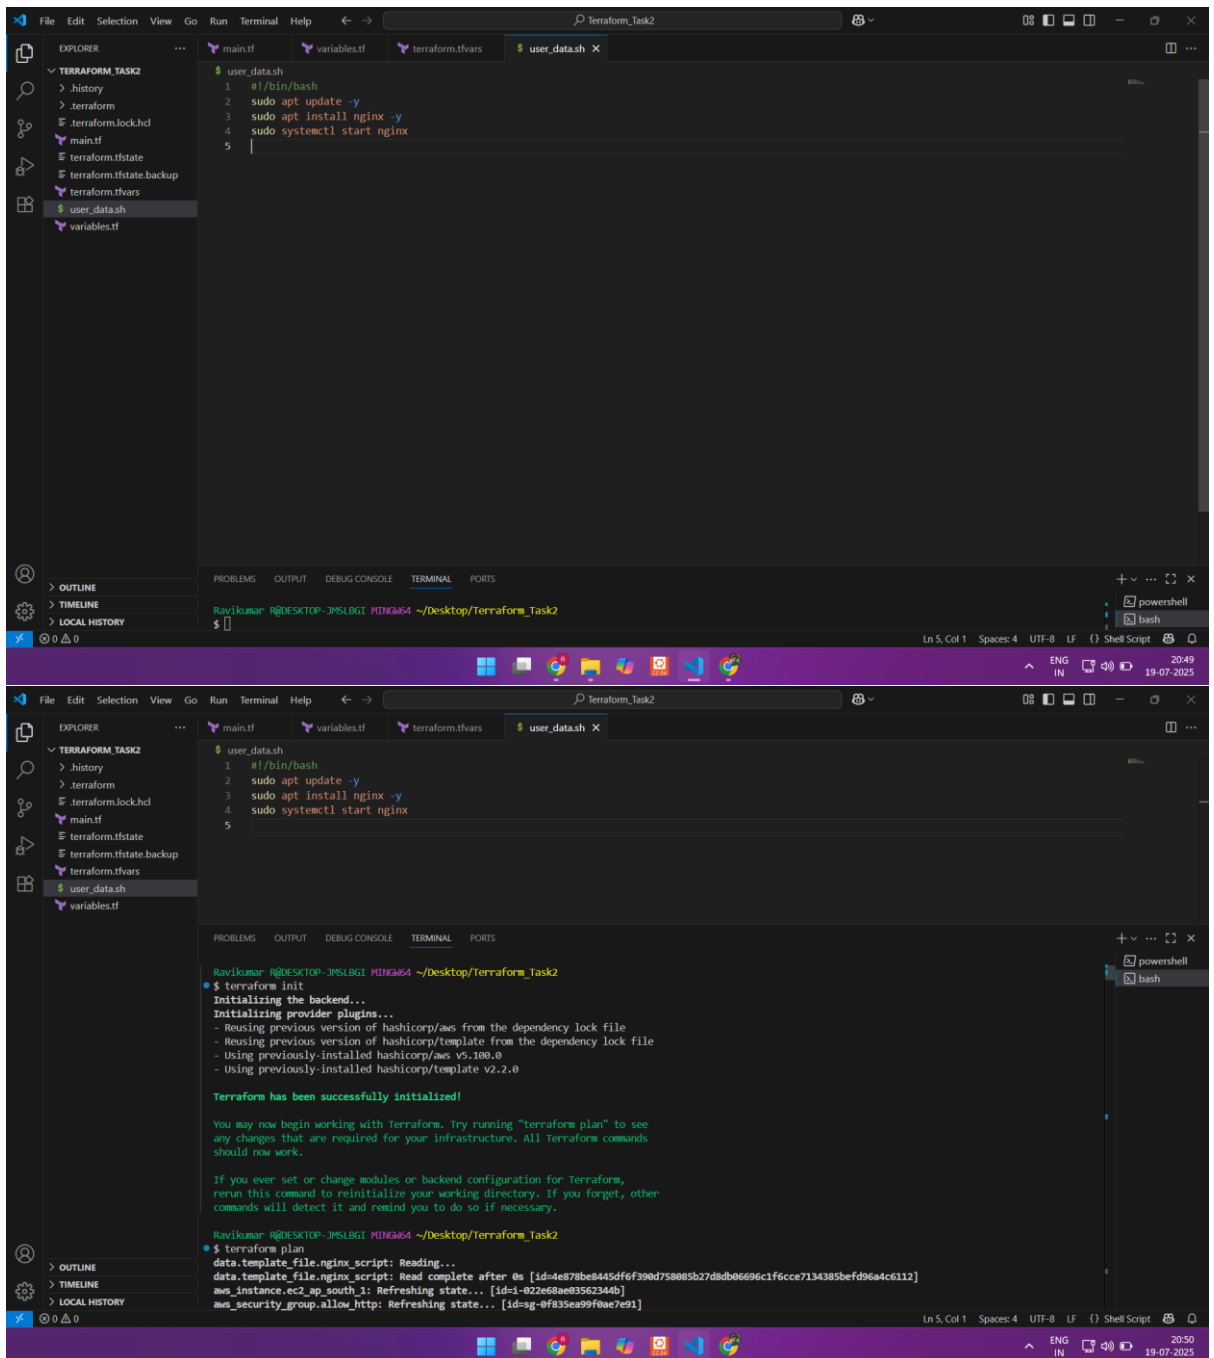 File Edit Selection View Go Run Terminal Help Terraform_Task2
EXPLORER
main.tf variables.tf terraform.tfvars $ user_data.sh
TERRAFORM_TASK2
.history
.terraform
.terraform.lock.hcl
main.tf
terraform.tfstate
terraform.tfstate.backup
terraform.tfvars
$ user_data.sh
variables.tf
$ user_data.sh
1 #!/bin/bash
2 sudo apt update -y
3 sudo apt install nginx -y
4 sudo systemctl start nginx
5
PROBLEMS OUTPUT DEBUG CONSOLE TERMINAL PORTS
Ravikumar R@DESKTOP-JMSLBGI MINGW64 ~/Desktop/Terraform_Task2
$
powershell
bash
OUTLINE
TIMELINE
LOCAL HISTORY
0 0 Ln 5, Col 1 Spaces: 4 UTF-8 LF {} Shell Script
22.04
ENG
IN
20:49
19-07-2025
File Edit Selection View Go Run Terminal Help Terraform_Task2
EXPLORER
main.tf variables.tf terraform.tfvars $ user_data.sh
TERRAFORM_TASK2
.history
.terraform
.terraform.lock.hcl
main.tf
terraform.tfstate
terraform.tfstate.backup
terraform.tfvars
$ user_data.sh
variables.tf
$ user_data.sh
1 #!/bin/bash
2 sudo apt update -y
3 sudo apt install nginx -y
4 sudo systemctl start nginx
5
PROBLEMS OUTPUT DEBUG CONSOLE TERMINAL PORTS
powershell
bash
Ravikumar R@DESKTOP-JMSLBGI MINGW64 ~/Desktop/Terraform_Task2
$ terraform init
Initializing the backend...
Initializing provider plugins...
- Reusing previous version of hashicorp/aws from the dependency lock file
- Reusing previous version of hashicorp/template from the dependency lock file
- Using previously-installed hashicorp/aws v5.100.0
- Using previously-installed hashicorp/template v2.2.0
Terraform has been successfully initialized!
You may now begin working with Terraform. Try running "terraform plan" to see
any changes that are required for your infrastructure. All Terraform commands
should now work.
If you ever set or change modules or backend configuration for Terraform,
rerun this command to reinitialize your working directory. If you forget, other
commands will detect it and remind you to do so if necessary.
Ravikumar R@DESKTOP-JMSLBGI MINGW64 ~/Desktop/Terraform_Task2
$ terraform plan
data.template_file.nginx_script: Reading...
data.template_file.nginx_script: Read complete after 0s [id=4e878be8445df6f390d758085b27d8db06696c1f6cce7134385befd96a4c6112]
aws_instance.ec2_ap_south_1: Refreshing state... [id=i-022e68ae03562344b]
aws_security_group.allow_http: Refreshing state... [id=sg-0f835ea99f0ae7e91]
OUTLINE
TIMELINE
LOCAL HISTORY
0 0 Ln 5, Col 1 Spaces: 4 UTF-8 LF {} Shell Script
22.04
ENG
IN
20:50
19-07-2025